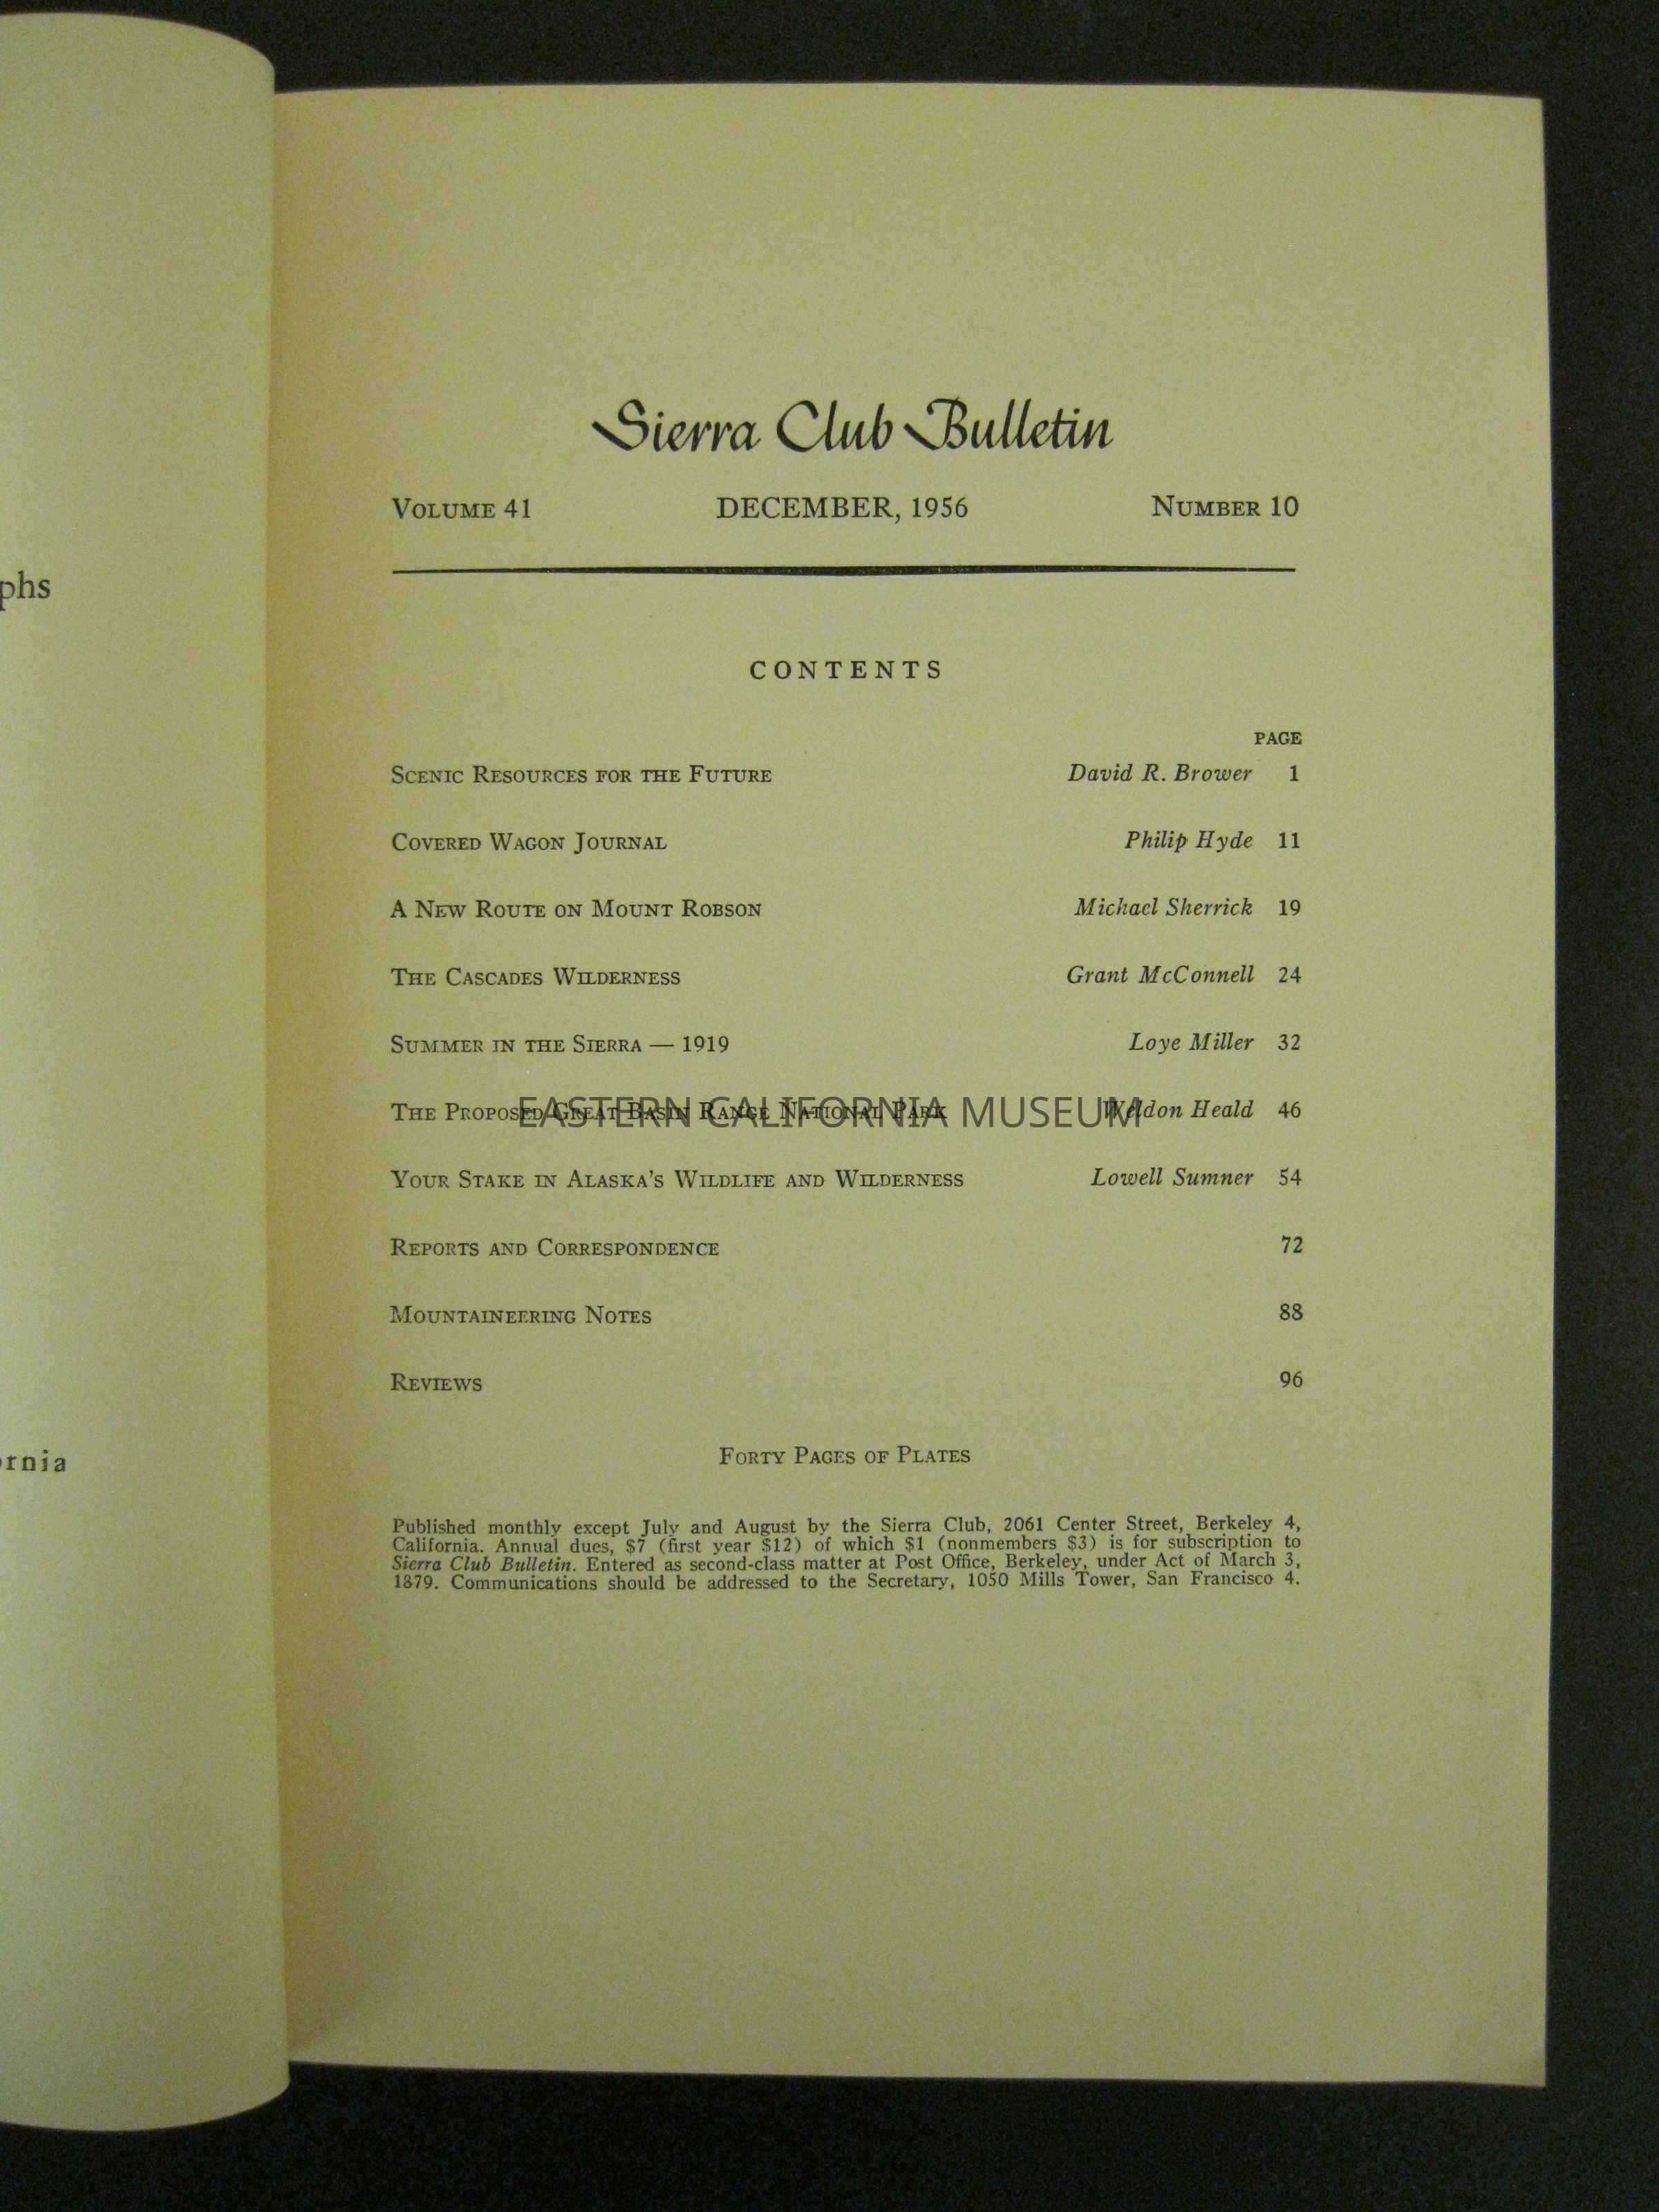 phs
ornia
Sierra Club Bulletin
VOLUME 41 DECEMBER, 1956 NUMBER 10
CONTENTS
PAGE
SCENIC RESOURCES FOR THE FUTURE David R. Brower 1
COVERED WAGON JOURNAL Philip Hyde 11
A NEW ROUTE ON MOUNT ROBSON Michael Sherrick 19
THE CASCADES WILDERNESS Grant McConnell 24
SUMMER IN THE SIERRA — 1919 Loye Miller 32
THE PROPOSED GREAT BASIN RANGE NATIONAL PARK Weldon Heald 46
EASTERN CALIFORNIA MUSEUM
YOUR STAKE IN ALASKA'S WILDLIFE AND WILDERNESS Lowell Sumner 54
REPORTS AND CORRESPONDENCE 72
MOUNTAINEERING NOTES 88
REVIEWS 96
FORTY PAGES OF PLATES
Published monthly except July and August by the Sierra Club, 2061 Center Street, Berkeley 4,
California. Annual dues, $7 (first year $12) of which $1 (nonmembers $3) is for subscription to
Sierra Club Bulletin. Entered as second-class matter at Post Office, Berkeley, under Act of March 3,
1879. Communications should be addressed to the Secretary, 1050 Mills Tower, San Francisco 4.